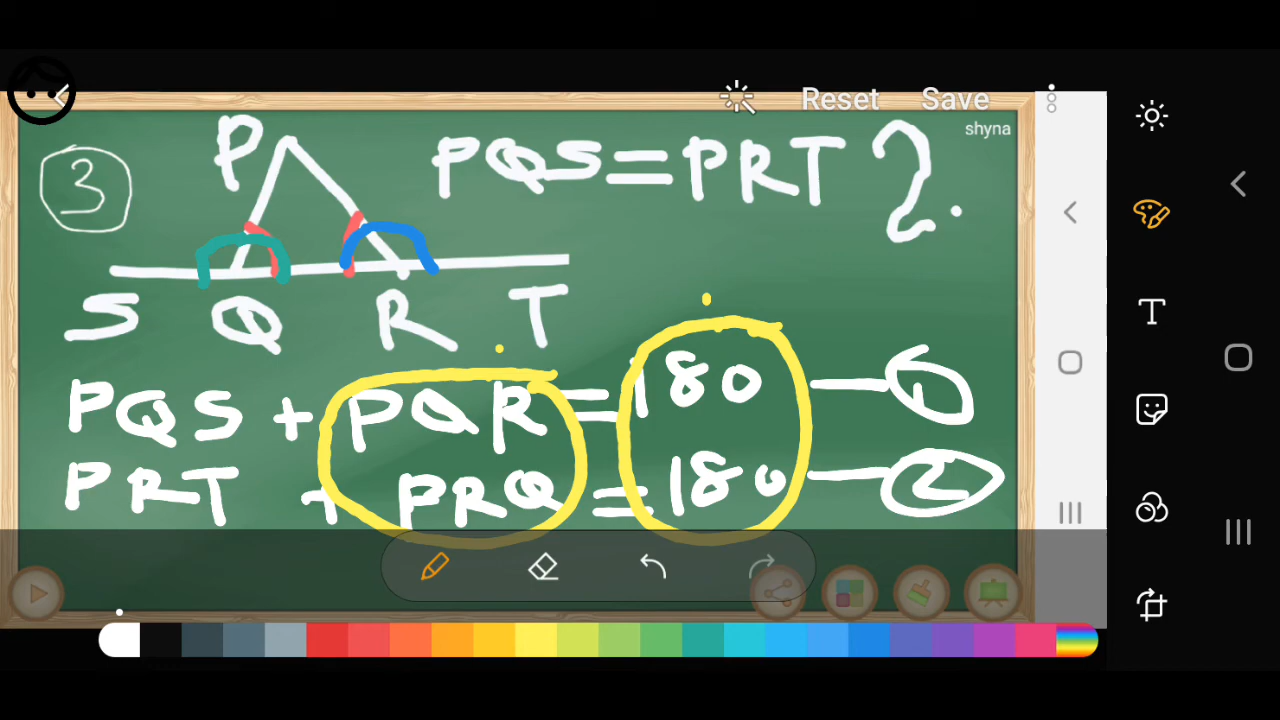 Reset Save
shyna
3 P PQS = PRT ?
S Q R T
PQS + PQR = 180 — 1
PRT + PRQ = 180 — 2
T